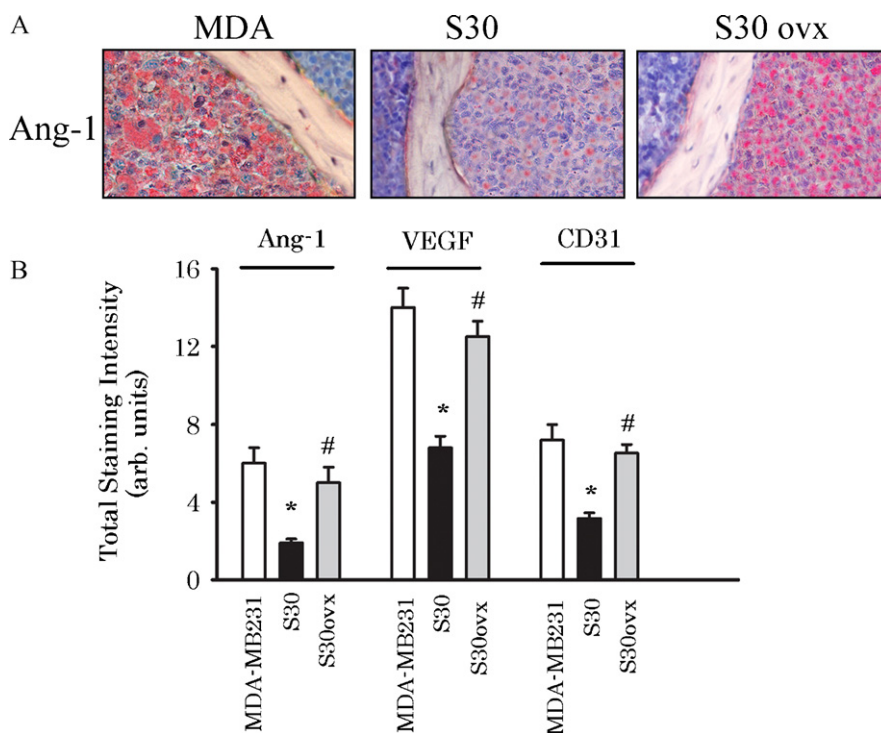 A
MDA S30 S30 ovx
Ang-1
B
Ang-1 VEGF CD31
Total Staining Intensity
(arb. units)
16
12
8
4
0
* # * # * #
MDA-MB231 S30 S30ovx MDA-MB231 S30 S30ovx MDA-MB231 S30 S30ovx